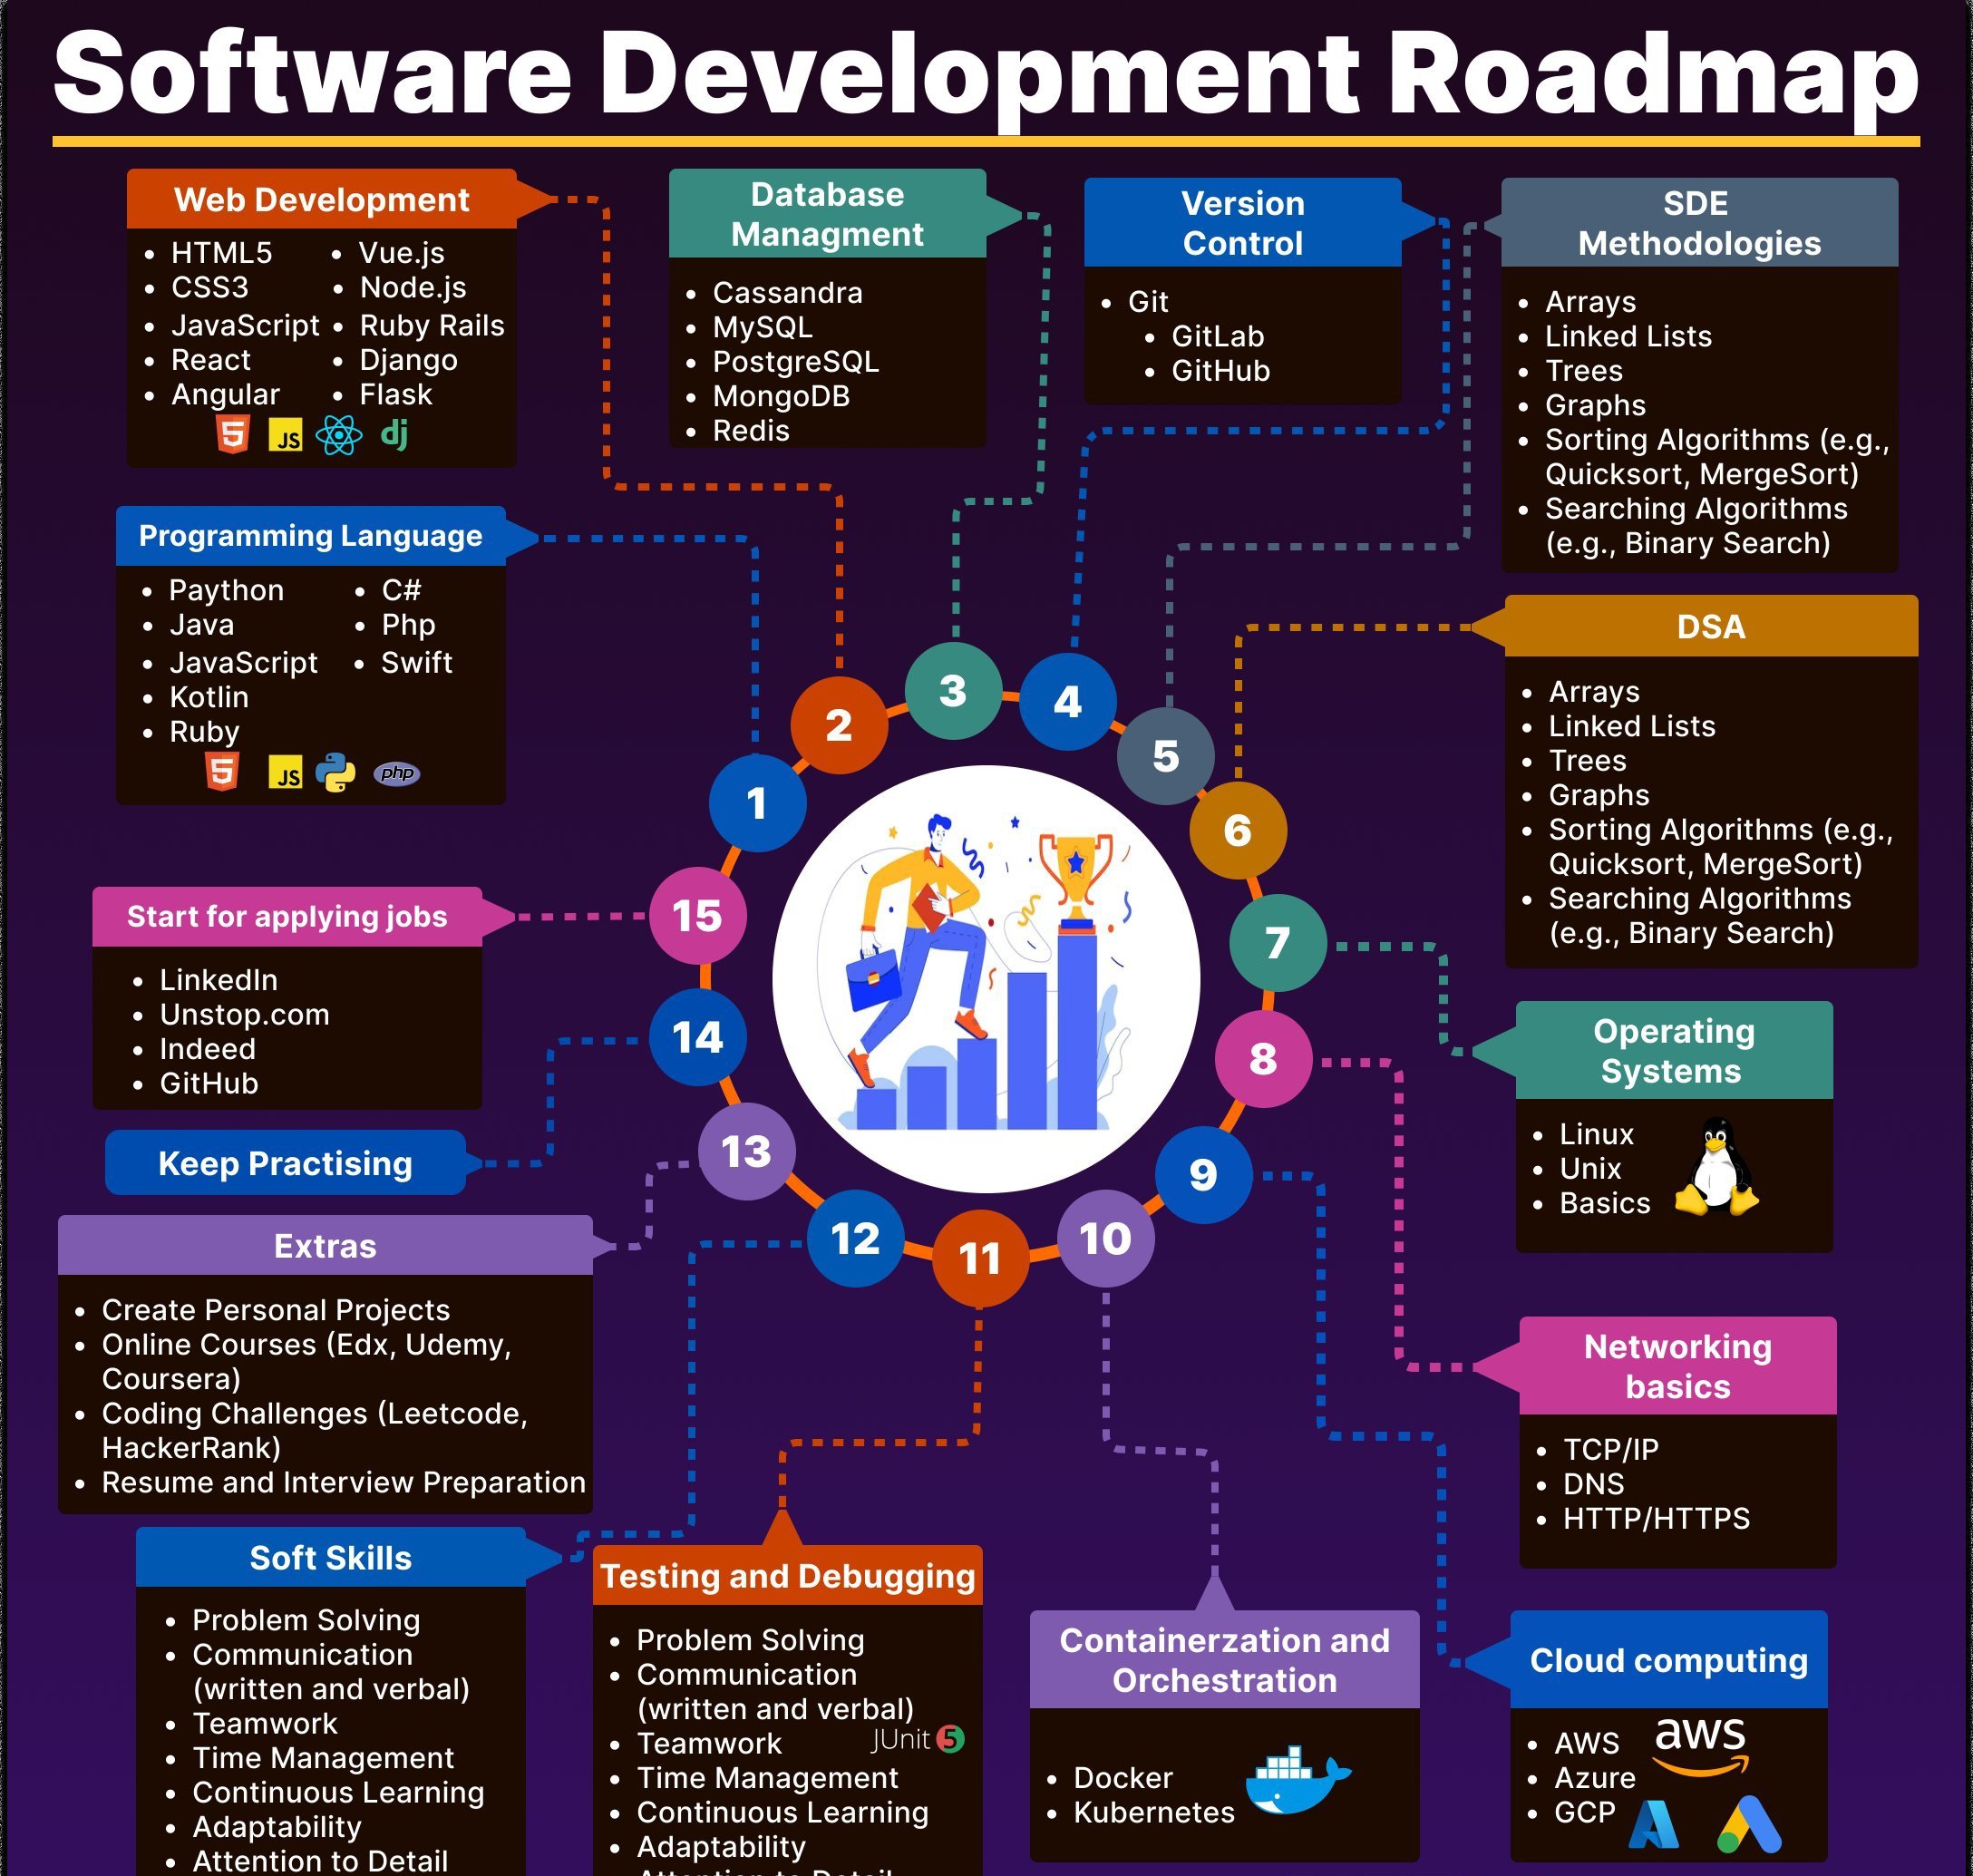 Software Development Roadmap
Web Development
HTML5
CSS3
JavaScript
React
Angular
Vue.js
Node.js
Ruby Rails
Django
Flask
5
JS
dj
Database
Managment
Cassandra
MySQL
PostgreSQL
MongoDB
Redis
Version
Control
Git
GitLab
GitHub
SDE
Methodologies
Arrays
Linked Lists
Trees
Graphs
Sorting Algorithms (e.g.,
Quicksort, MergeSort)
Searching Algorithms
(e.g., Binary Search)
Programming Language
Paython
Java
JavaScript
Kotlin
Ruby
C#
Php
Swift
5
JS
php
DSA
Arrays
Linked Lists
Trees
Graphs
Sorting Algorithms (e.g.,
Quicksort, MergeSort)
Searching Algorithms
(e.g., Binary Search)
1
2
3
4
5
6
7
8
9
10
11
12
13
14
15
Start for applying jobs
LinkedIn
Unstop.com
Indeed
GitHub
Operating
Systems
Linux
Unix
Basics
Keep Practising
Extras
Create Personal Projects
Online Courses (Edx, Udemy,
Coursera)
Coding Challenges (Leetcode,
HackerRank)
Resume and Interview Preparation
Networking
basics
TCP/IP
DNS
HTTP/HTTPS
Soft Skills
Problem Solving
Communication
(written and verbal)
Teamwork
Time Management
Continuous Learning
Adaptability
Attention to Detail
Testing and Debugging
Problem Solving
Communication
(written and verbal)
Teamwork
JUnit 5
Time Management
Continuous Learning
Adaptability
Attention to Detail
Containerzation and
Orchestration
Docker
Kubernetes
Cloud computing
AWS
Azure
GCP
aws